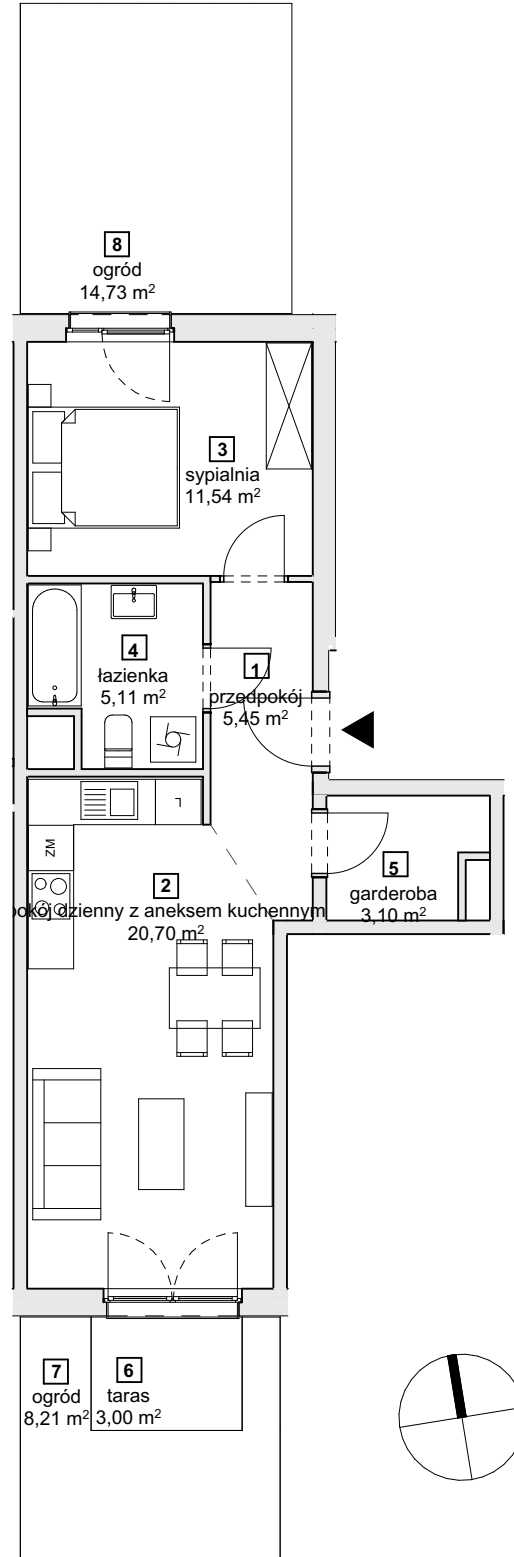 8
ogród
14,73 m²
3
sypialnia
11,54 m²
4
łazienka
5,11 m²
1
przedpokój
5,45 m²
L
ZM
2
pokój dzienny z aneksem kuchennym
20,70 m²
5
garderoba
3,10 m²
7
ogród
8,21 m²
6
taras
3,00 m²